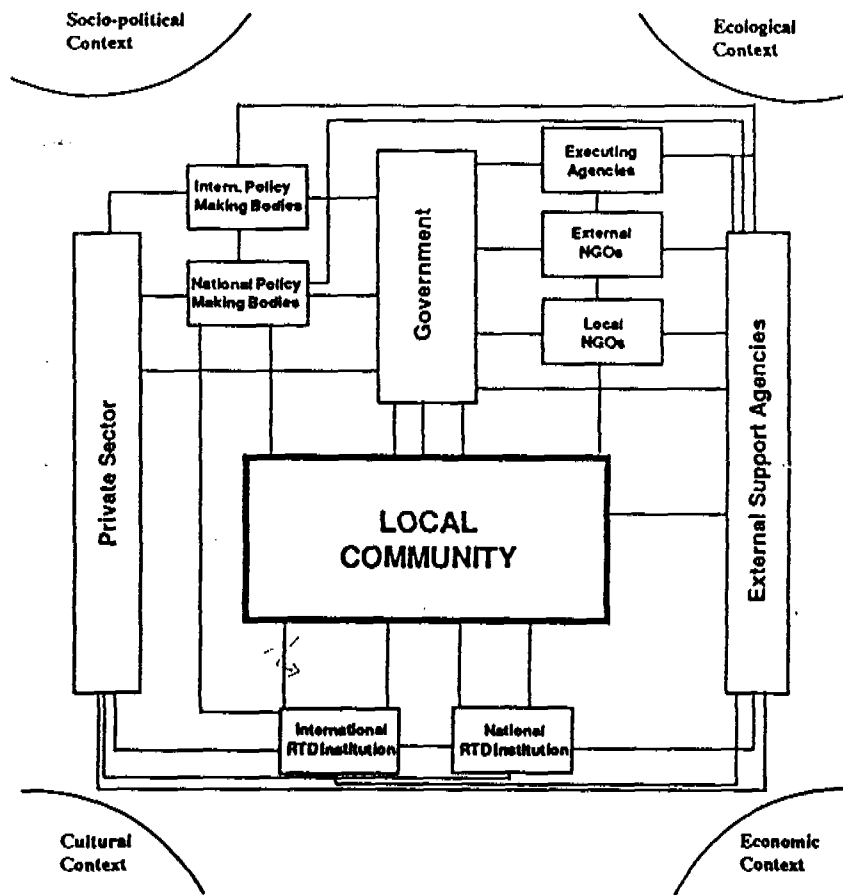 Socio-political
Context
Ecological
Context
Intern. Policy
Making Bodies
National Policy
Making Bodies
Government
Executing
Agencies
External
NGOs
Local
NGOs
Private Sector
External Support Agencies
LOCAL
COMMUNITY
International
RTD Institution
National
RTD Institution
Cultural
Context
Economic
Context